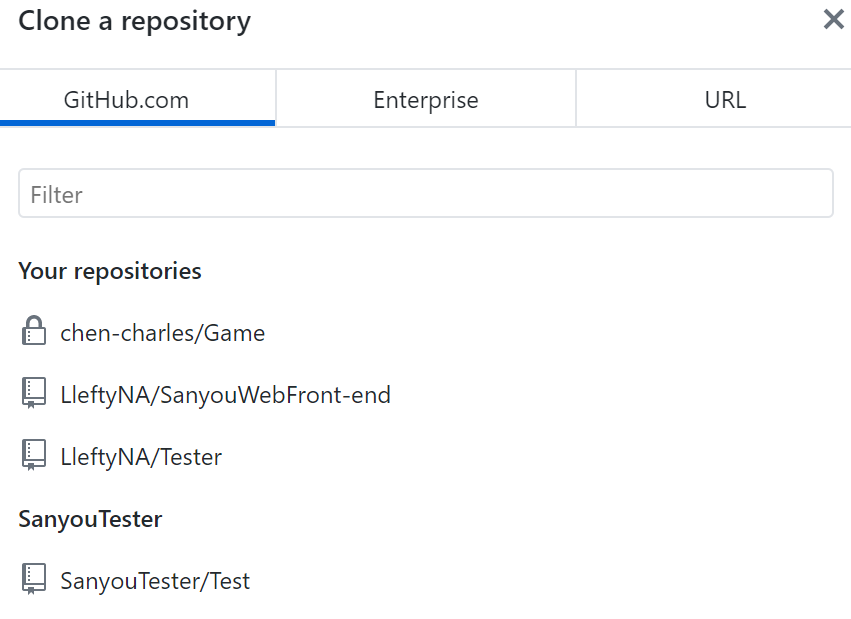 Clone a repository
GitHub.com
Enterprise
URL
Filter
Your repositories
chen-charles/Game
LleftyNA/SanyouWebFront-end
LleftyNA/Tester
SanyouTester
SanyouTester/Test